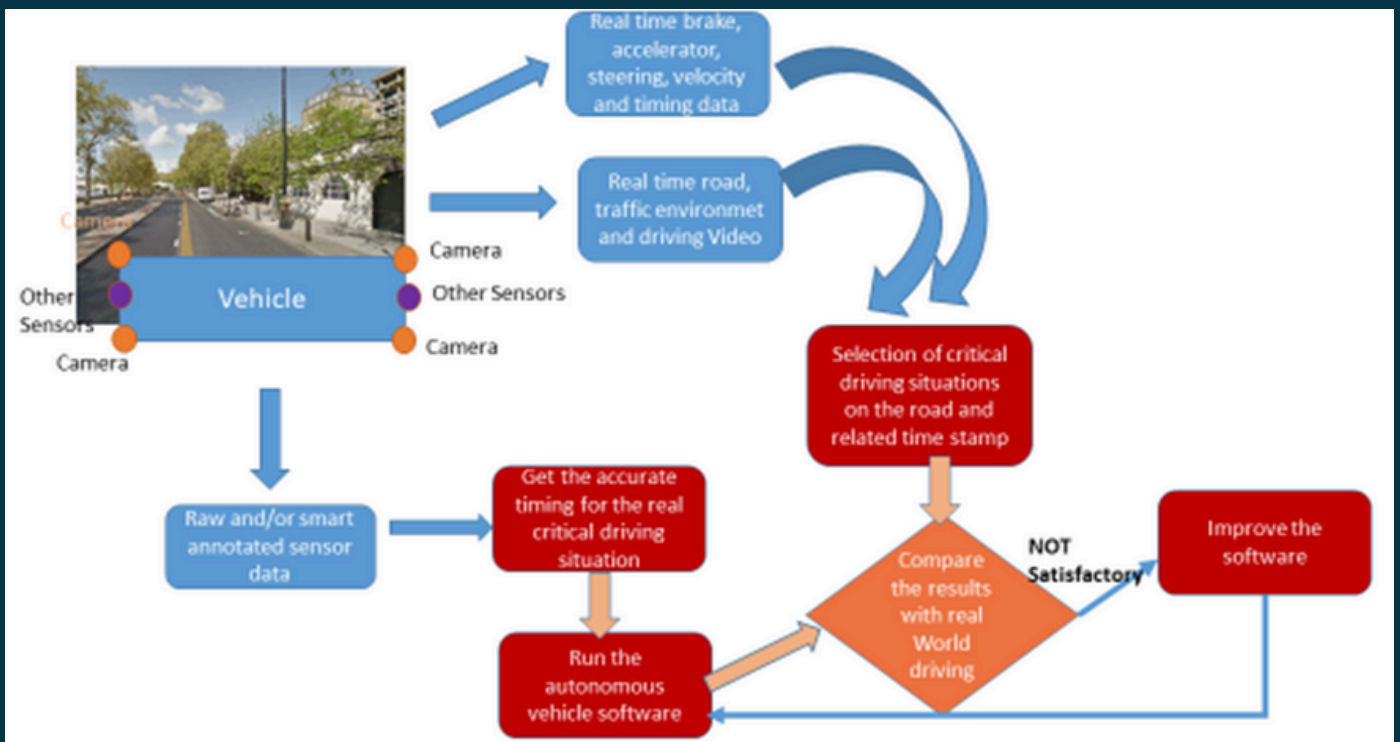 Real time brake,
accelerator,
steering, velocity
and timing data
Real time road,
traffic environmet
and driving Video
Camera
Camera
Vehicle
Other
Sensors
Other Sensors
Camera
Camera
Selection of critical
driving situations
on the road and
related time stamp
Get the accurate
timing for the real
critical driving
situation
Raw and/or smart
annotated sensor
data
NOT
Satisfactory
Improve the
software
Compare
the results
with real
World
driving
Run the
autonomous
vehicle software